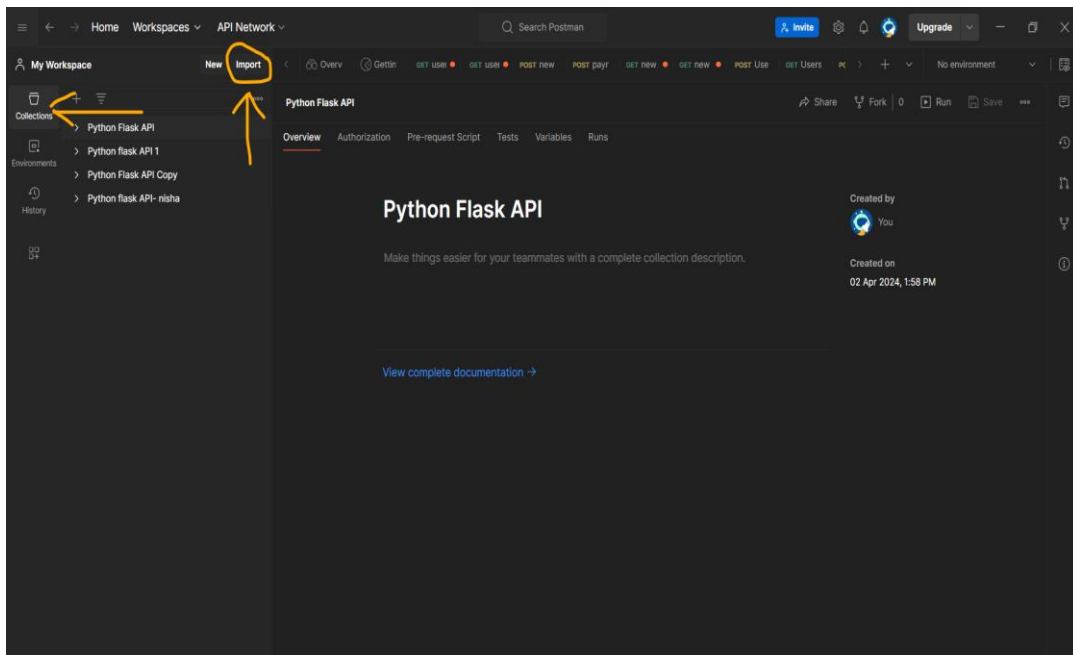 Home Workspaces API Network Search Postman Invite Upgrade
My Workspace New Import Overv Gettin GET user GET user POST new POST payr GET new GET new POST Use GET Users No environment
Collections
Environments
History
Python Flask API
Python flask API 1
Python Flask API Copy
Python flask API- nisha
Python Flask API Share Fork 0 Run Save
Overview Authorization Pre-request Script Tests Variables Runs
Python Flask API
Make things easier for your teammates with a complete collection description.
View complete documentation →
Created by
You
Created on
02 Apr 2024, 1:58 PM